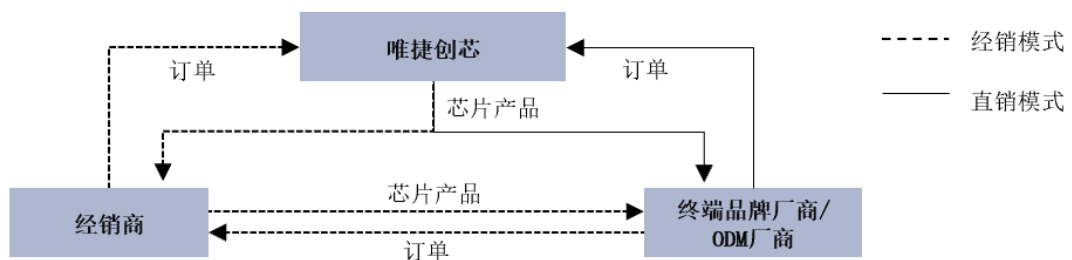 唯捷创芯
经销模式
订单
订单
直销模式
芯片产品
芯片产品
经销商
终端品牌厂商/
ODM厂商
订单